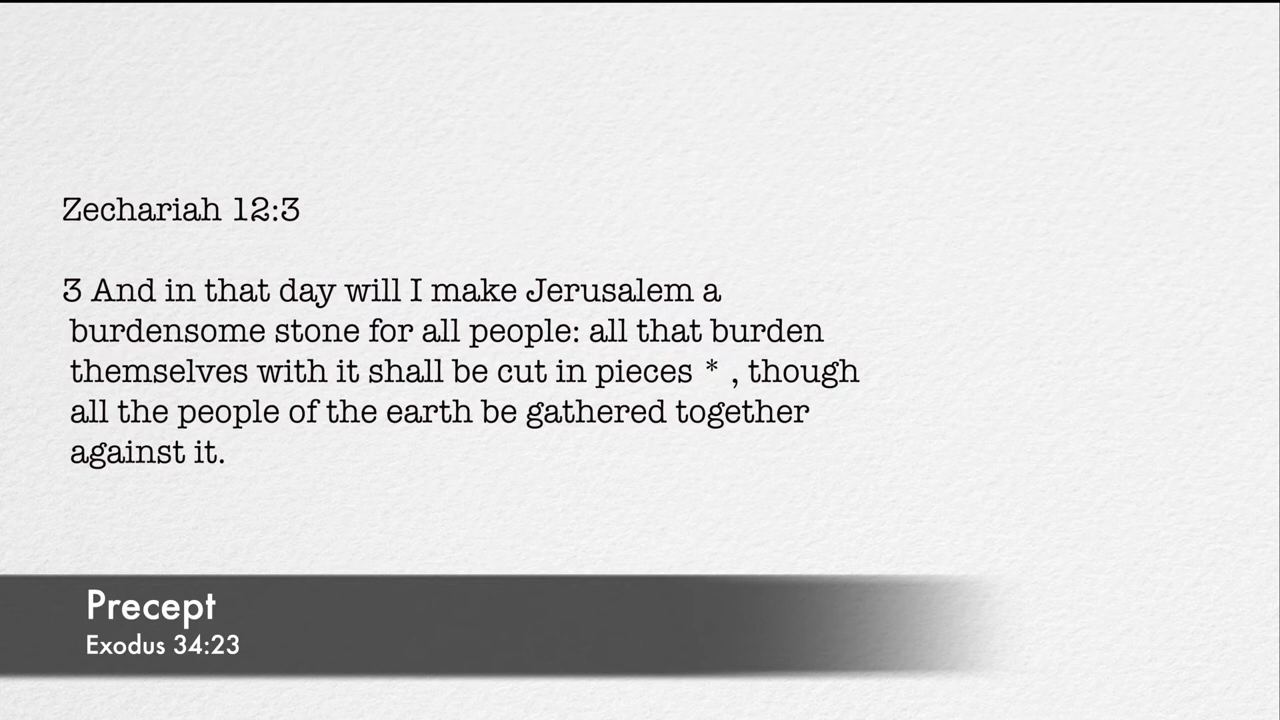 Zechariah 12:3
3 And in that day will I make Jerusalem a
burdensome stone for all people: all that burden
themselves with it shall be cut in pieces * , though
all the people of the earth be gathered together
against it.
Precept
Exodus 34:23